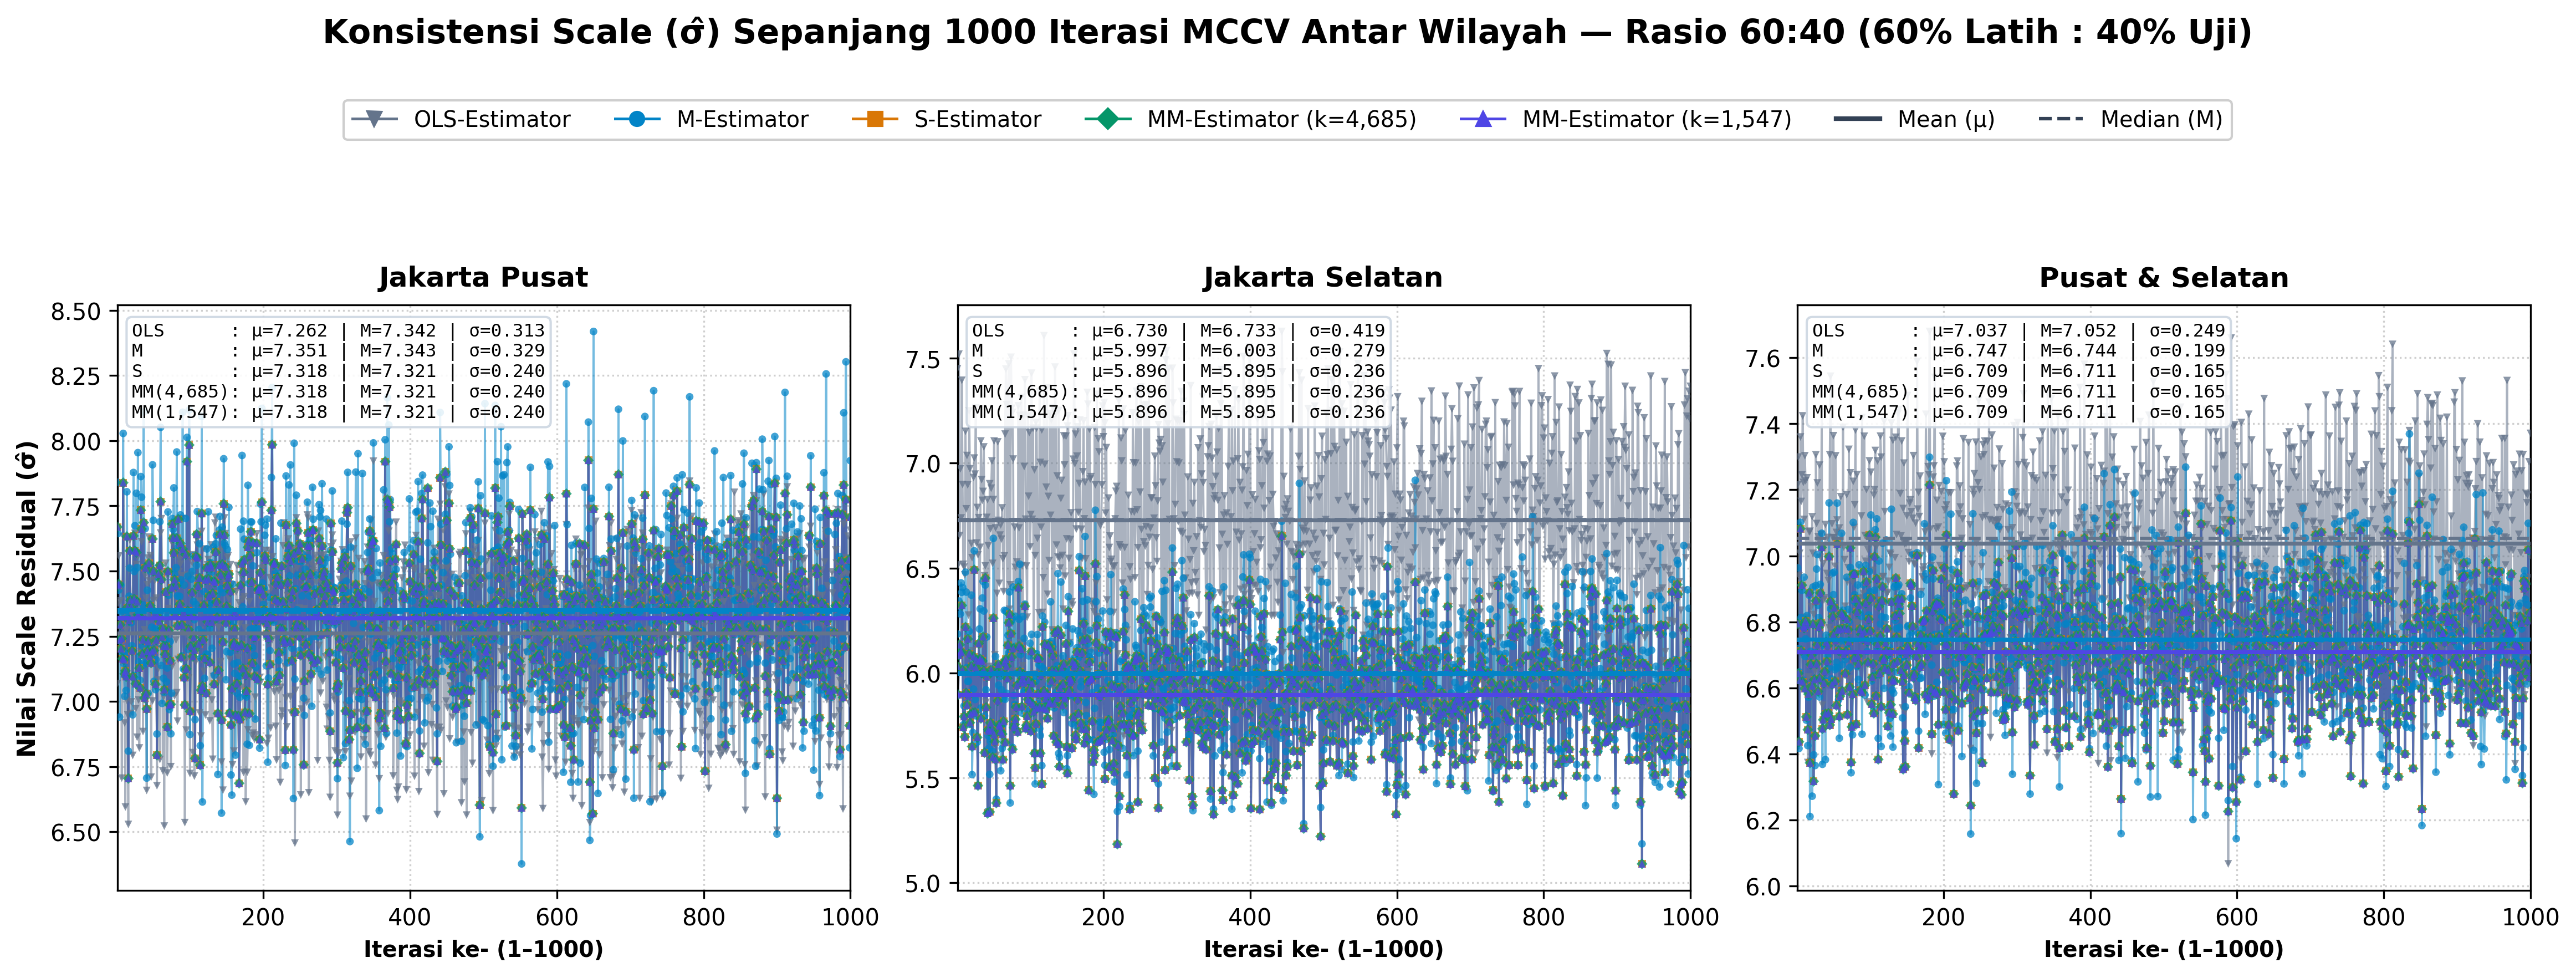 Konsistensi Scale (σ̂) Sepanjang 1000 Iterasi MCCV Antar Wilayah — Rasio 60:40 (60% Latih : 40% Uji)
OLS-Estimator M-Estimator S-Estimator MM-Estimator (k=4,685) MM-Estimator (k=1,547) Mean (μ) Median (M)
Jakarta Pusat
Nilai Scale Residual (σ̂)
8.50
8.25
8.00
7.75
7.50
7.25
7.00
6.75
6.50
OLS : μ=7.262 | M=7.342 | σ=0.313
M : μ=7.351 | M=7.343 | σ=0.329
S : μ=7.318 | M=7.321 | σ=0.240
MM(4,685): μ=7.318 | M=7.321 | σ=0.240
MM(1,547): μ=7.318 | M=7.321 | σ=0.240
200 400 600 800 1000
Iterasi ke- (1–1000)
Jakarta Selatan
7.5
7.0
6.5
6.0
5.5
5.0
OLS : μ=6.730 | M=6.733 | σ=0.419
M : μ=5.997 | M=6.003 | σ=0.279
S : μ=5.896 | M=5.895 | σ=0.236
MM(4,685): μ=5.896 | M=5.895 | σ=0.236
MM(1,547): μ=5.896 | M=5.895 | σ=0.236
200 400 600 800 1000
Iterasi ke- (1–1000)
Pusat & Selatan
7.6
7.4
7.2
7.0
6.8
6.6
6.4
6.2
6.0
OLS : μ=7.037 | M=7.052 | σ=0.249
M : μ=6.747 | M=6.744 | σ=0.199
S : μ=6.709 | M=6.711 | σ=0.165
MM(4,685): μ=6.709 | M=6.711 | σ=0.165
MM(1,547): μ=6.709 | M=6.711 | σ=0.165
200 400 600 800 1000
Iterasi ke- (1–1000)